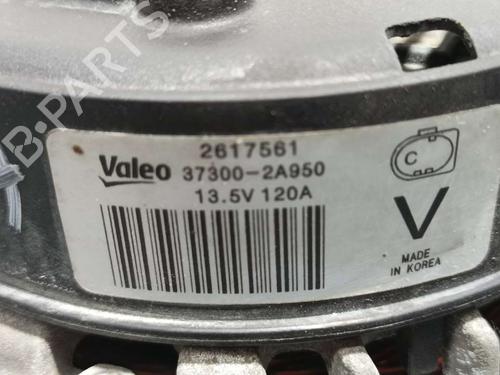 B-PARTS
2617561
Valeo 37300-2A950
13.5V 120A
C
V
MADE
IN KOREA